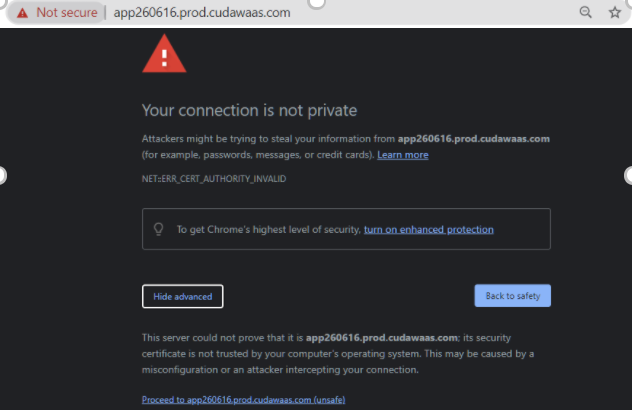 Not secure app260616.prod.cudawaas.com
Your connection is not private
Attackers might be trying to steal your information from app260616.prod.cudawaas.com
(for example, passwords, messages, or credit cards). Learn more
NET::ERR_CERT_AUTHORITY_INVALID
To get Chrome's highest level of security, turn on enhanced protection
Hide advanced
Back to safety
This server could not prove that it is app260616.prod.cudawaas.com; its security
certificate is not trusted by your computer's operating system. This may be caused by a
misconfiguration or an attacker intercepting your connection.
Proceed to app260616.prod.cudawaas.com (unsafe)